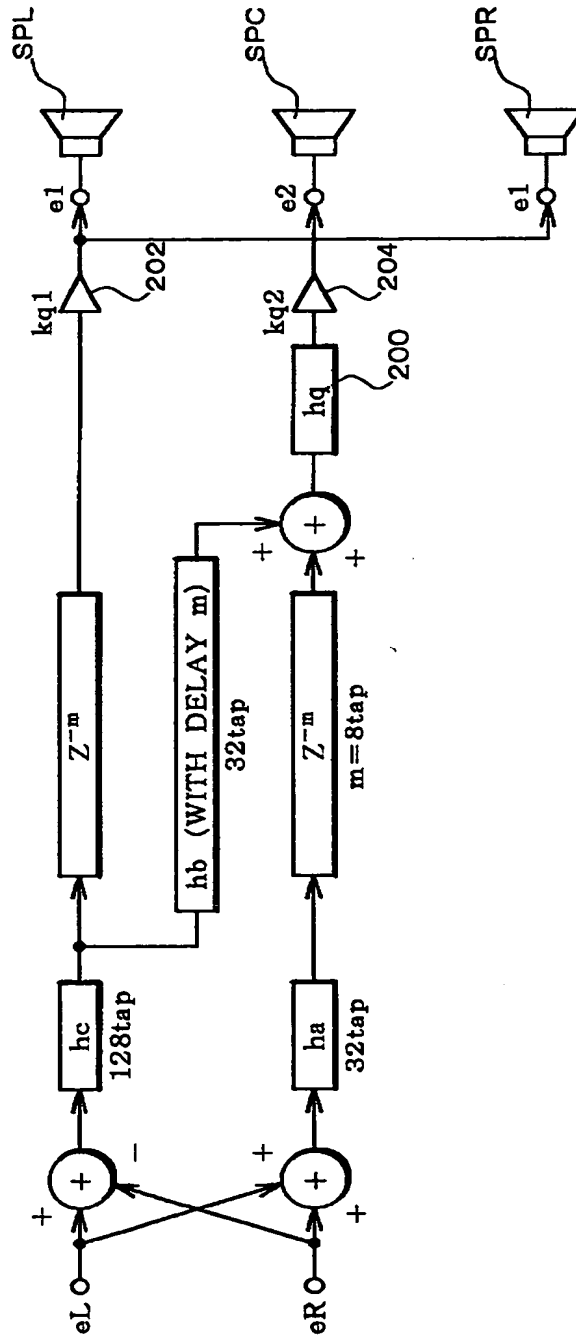 SPL
SPC
SPR
e1
e2
e1
202
204
kq1
kq2
200
hq
+
+
+
Z⁻ᵐ
hb (WITH DELAY m)
32tap
Z⁻ᵐ
m=8tap
hc
128tap
ha
32tap
+
+
−
+
+
+
eL
eR